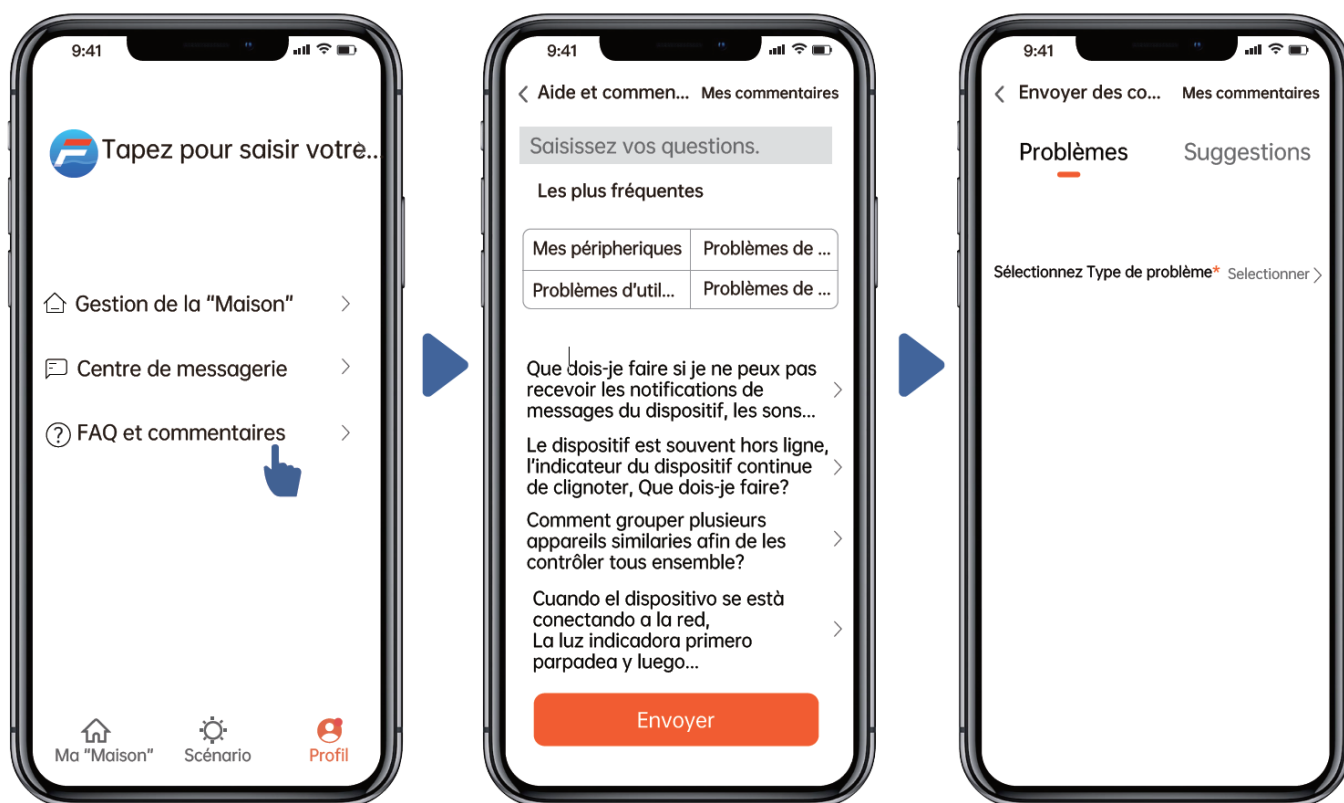 9:41
Tapez pour saisir votre...
Gestion de la "Maison"
Centre de messagerie
FAQ et commentaires
Ma "Maison"
Scénario
Profil
9:41
Aide et commen...
Mes commentaires
Saisissez vos questions.
Les plus fréquentes
Mes péripheriques
Problèmes de ...
Problèmes d'util...
Problèmes de ...
Que dois-je faire si je ne peux pas
recevoir les notifications de
messages du dispositif, les sons...
Le dispositif est souvent hors ligne,
l'indicateur du dispositif continue
de clignoter, Que dois-je faire?
Comment grouper plusieurs
appareils similaries afin de les
contrôler tous ensemble?
Cuando el dispositivo se està
conectando a la red,
La luz indicadora primero
parpadea y luego...
Envoyer
9:41
Envoyer des co...
Mes commentaires
Problèmes
Suggestions
Sélectionnez Type de problème*
Selectionner